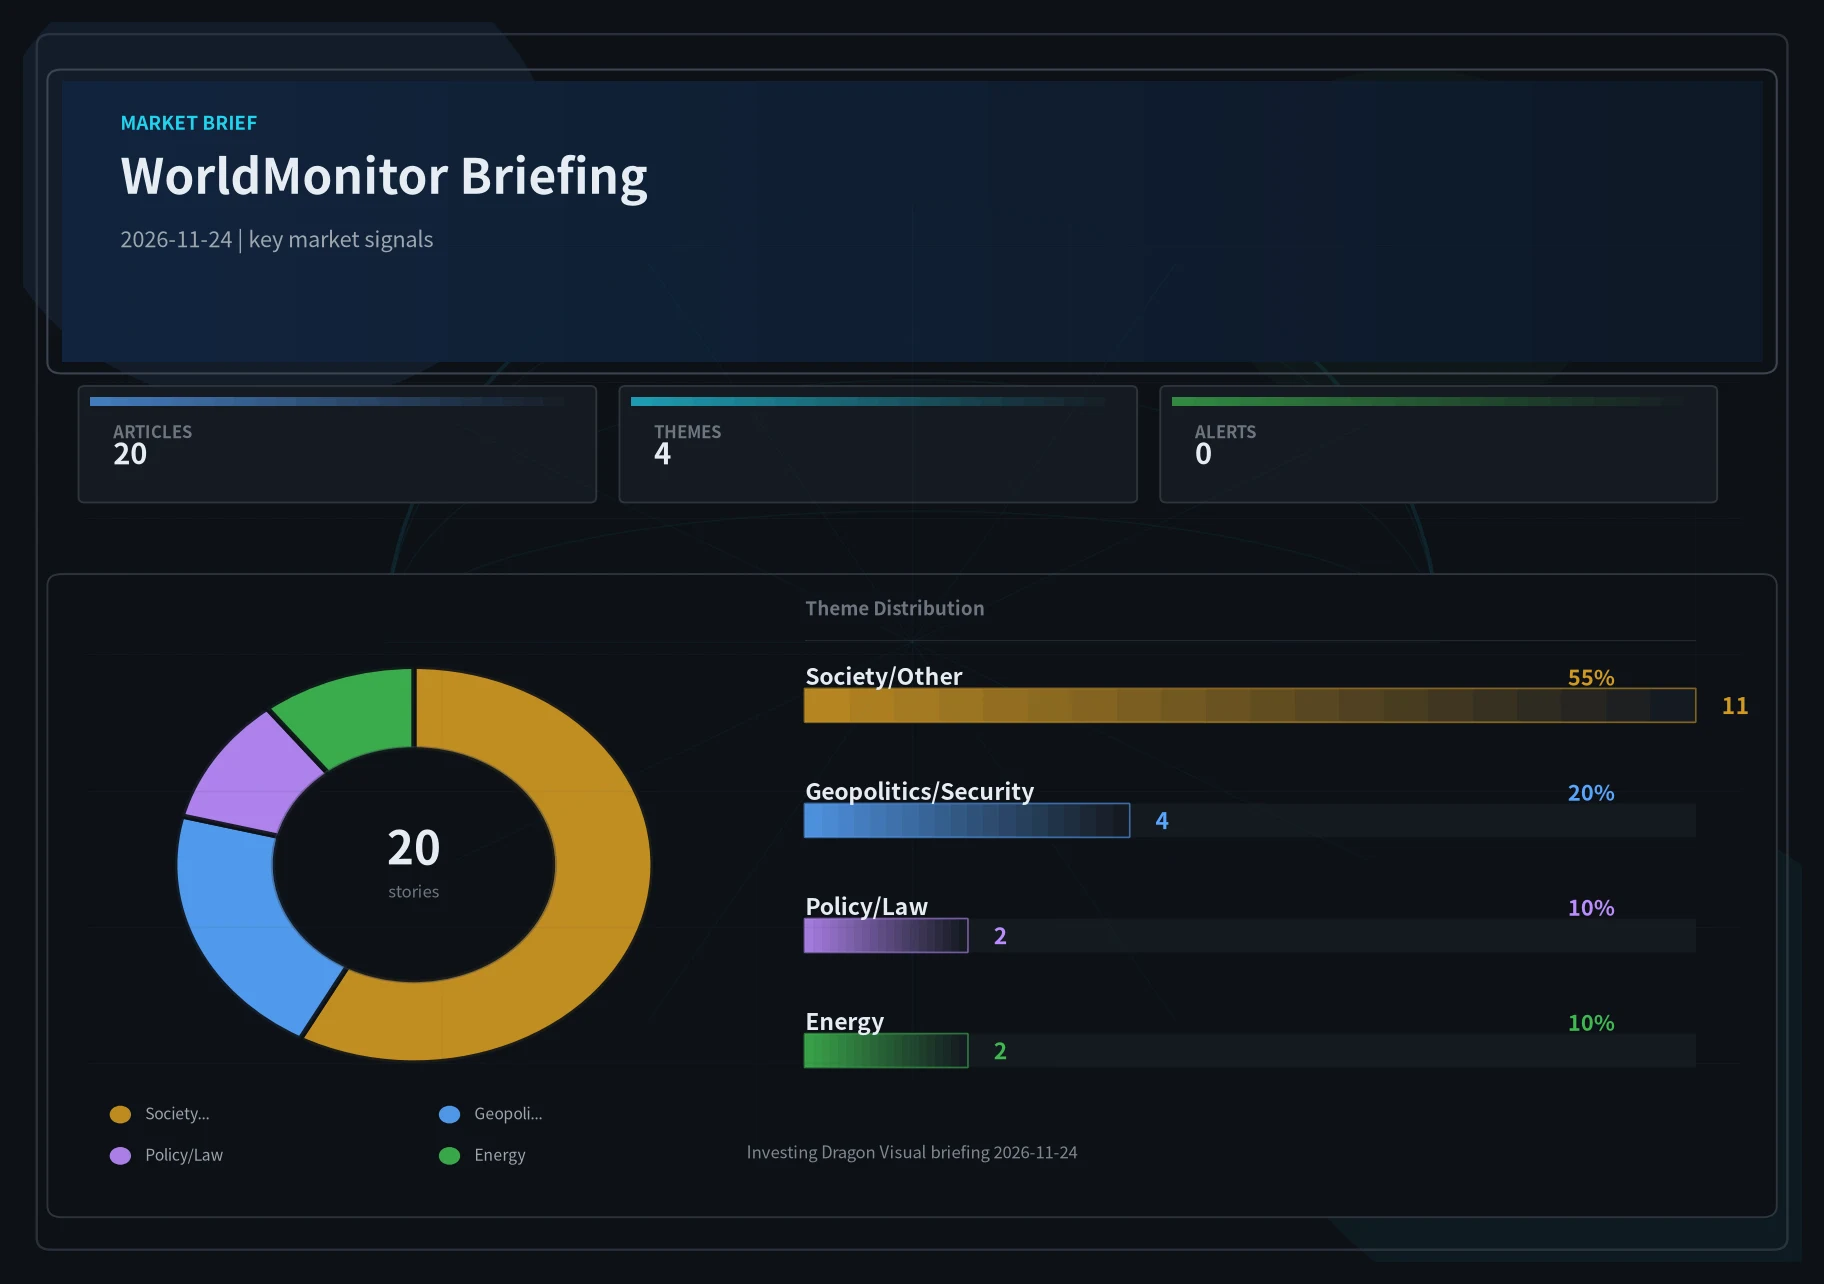 MARKET BRIEF
WorldMonitor Briefing
2026-11-24 | key market signals
ARTICLES
20
THEMES
4
ALERTS
0
Theme Distribution
Society/Other
55%
11
Geopolitics/Security
20%
4
Policy/Law
10%
2
Energy
10%
2
20
stories
Society...
Geopoli...
Policy/Law
Energy
Investing Dragon Visual briefing 2026-11-24